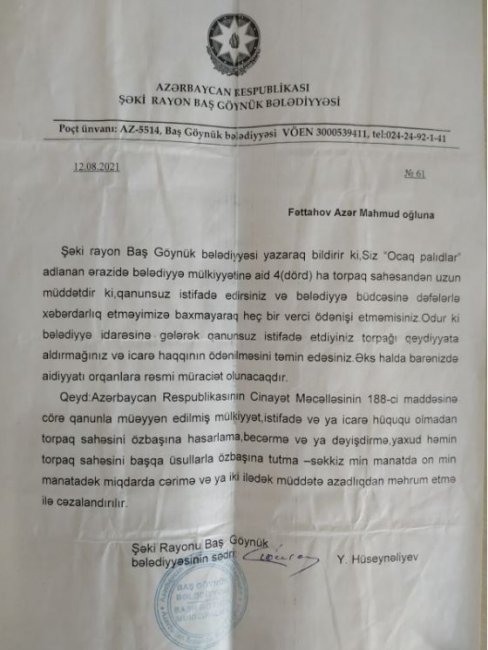 AZƏRBAYCAN RESPUBLİKASI
ŞƏKİ RAYON BAŞ GÖYNÜK BƏLƏDİYYƏSİ
Poçt ünvanı: AZ-5514, Baş Göynük bələdiyyəsi VÖEN 3000539411, tel:024-24-92-1-41
12.08.2021
№ 61
Fəttahov Azər Mahmud oğluna
Şəki rayon Baş Göynük bələdiyəsi yazaraq bildirir ki,Siz "Ocaq palıdlar"
adlanan ərazidə bələdiyyə mülkiyyətinə aid 4(dörd) ha torpaq sahəsandən uzun
müddətdir ki,qanunsuz istifadə edirsiniz və bələdiyyə büdcəsinə dəfələrlə
xəbərdarlıq etməyimizə baxmayaraq heç bir verci ödənişi etməmisiniz.Odur ki
bələdiyyə idarəsinə gələrək qanunsuz istifadə etdiyiniz torpağı qeydiyyata
aldırmağınız və icarə haqqının ödənilməsini təmin edəsiniz.Əks halda barənizdə
aidiyyatı orqanlara rəsmi müraciət olunacaqdır.
Qeyd:Azərbaycan Respublikasının Cinayət Məcəlləsinin 188-ci maddəsinə
cörə qanunla müəyyən edilmiş mülkiyyət,istifadə və ya icarə hüququ olmadan
torpaq sahəsini özbaşına hasarlama,becərmə və ya dəyişdirmə,yaxud həmin
torpaq sahəsini başqa üsullarla özbaşına tutma –səkkiz min manatda on min
manatadək miqdarda cərimə və ya iki ilədək müddətə azadlıqdan məhrum etmə
ilə cəzalandırılır.
Şəki Rayonu Baş Göynük
bələdiyyəsinin sədri
Y. Hüseynəliyev
BAŞ GÖYNÜK